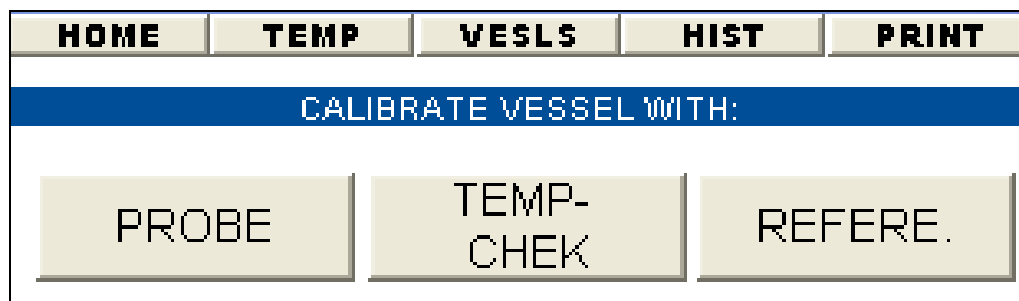 HOME TEMP VESLS HIST PRINT
CALIBRATE VESSEL WITH:
PROBE TEMP- REFERE.
CHEK